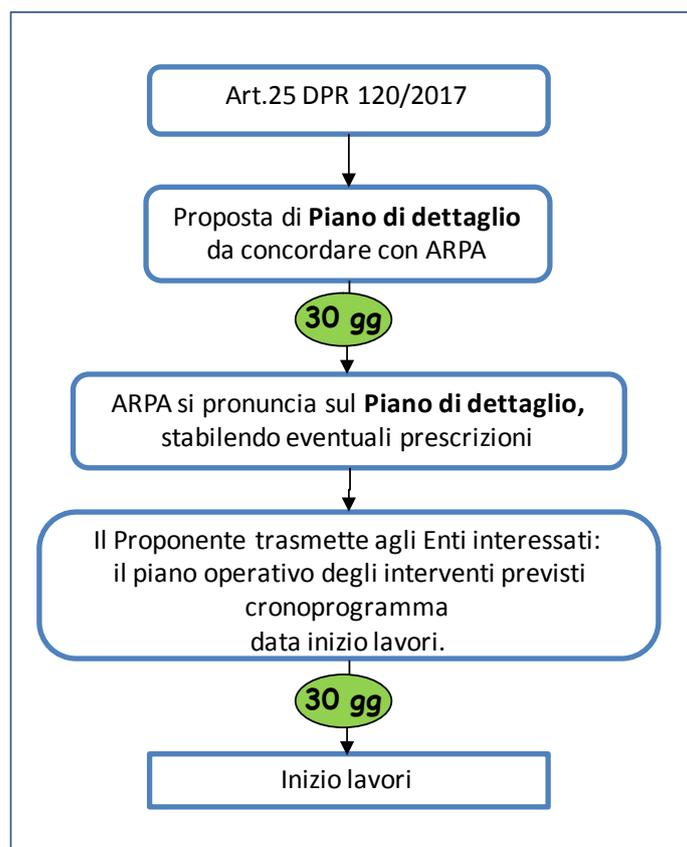 Art.25 DPR 120/2017
Proposta di Piano di dettaglio
da concordare con ARPA
30 gg
ARPA si pronuncia sul Piano di dettaglio,
stabilendo eventuali prescrizioni
Il Proponente trasmette agli Enti interessati:
il piano operativo degli interventi previsti
cronoprogramma
data inizio lavori.
30 gg
Inizio lavori